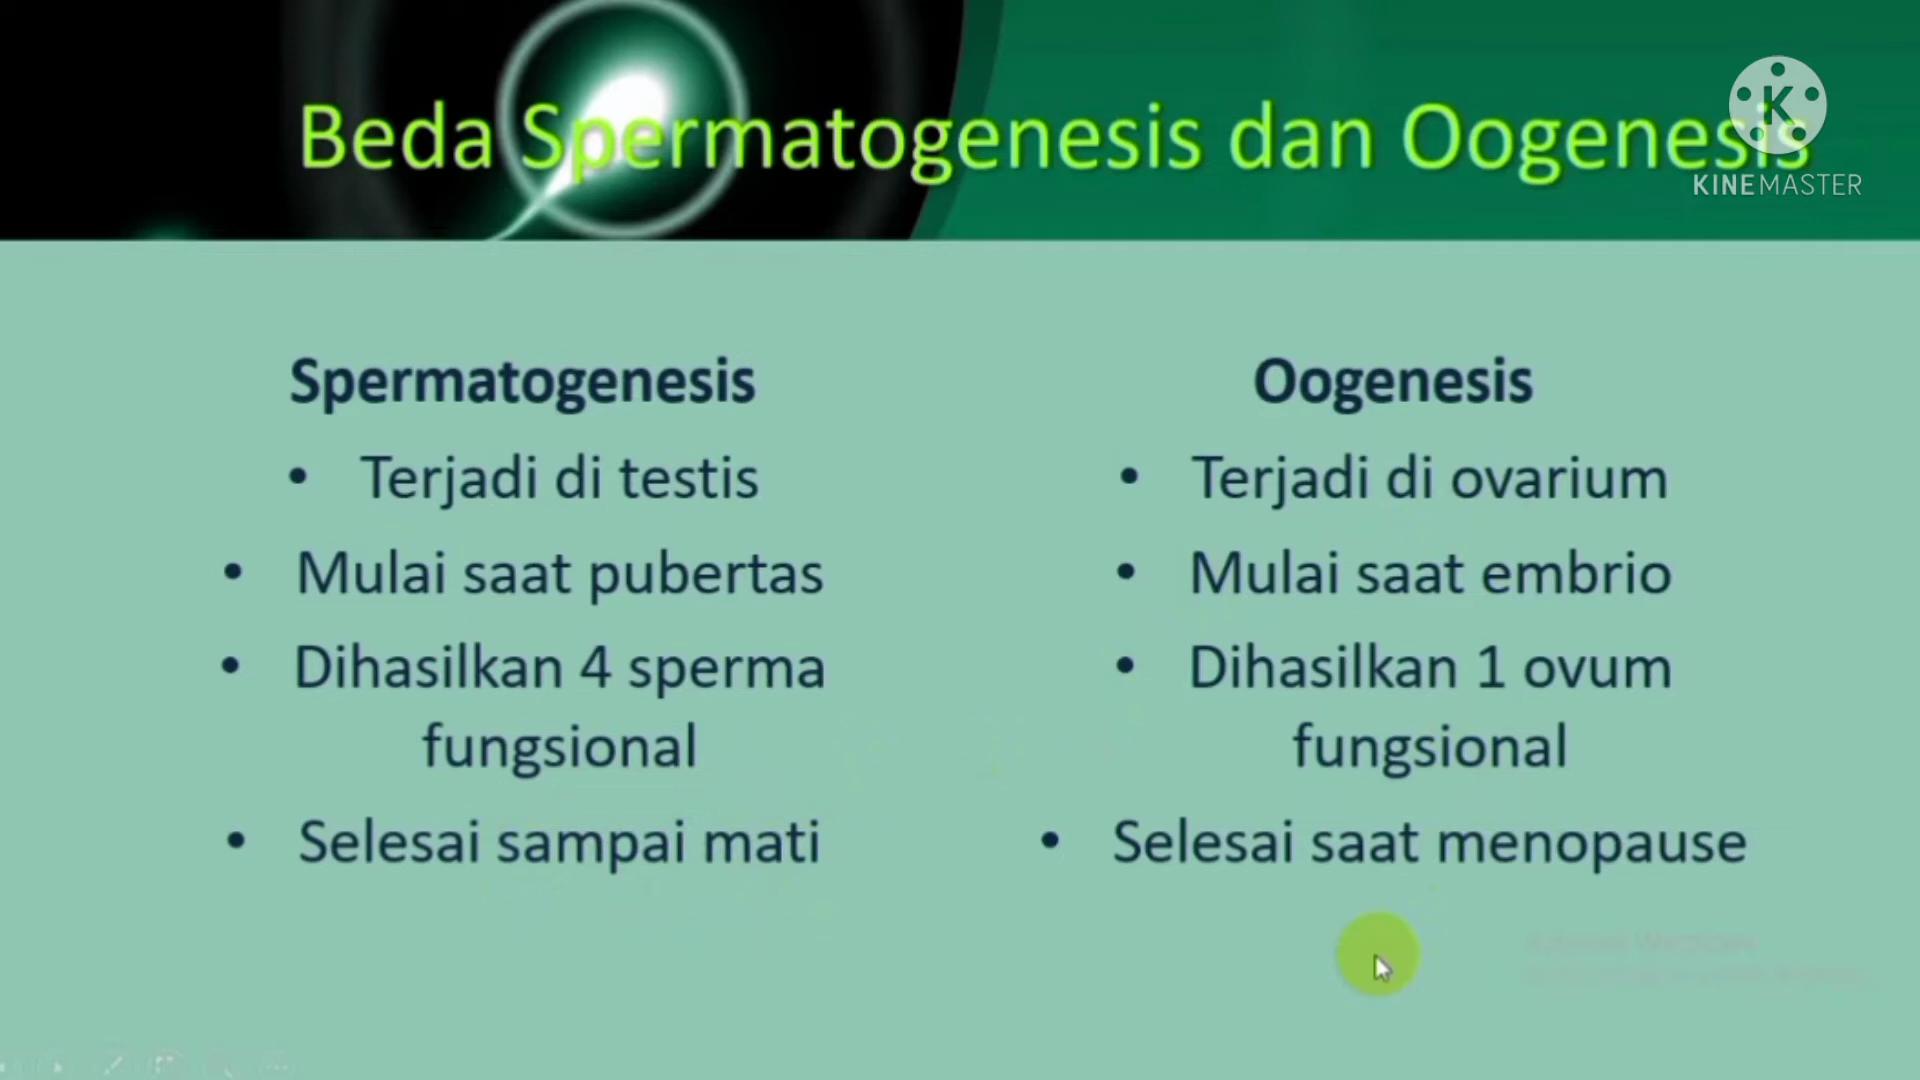 Beda Spermatogenesis dan Oogenesis
KINEMASTER
Spermatogenesis
• Terjadi di testis
• Mulai saat pubertas
• Dihasilkan 4 sperma
fungsional
• Selesai sampai mati
Oogenesis
• Terjadi di ovarium
• Mulai saat embrio
• Dihasilkan 1 ovum
fungsional
• Selesai saat menopause